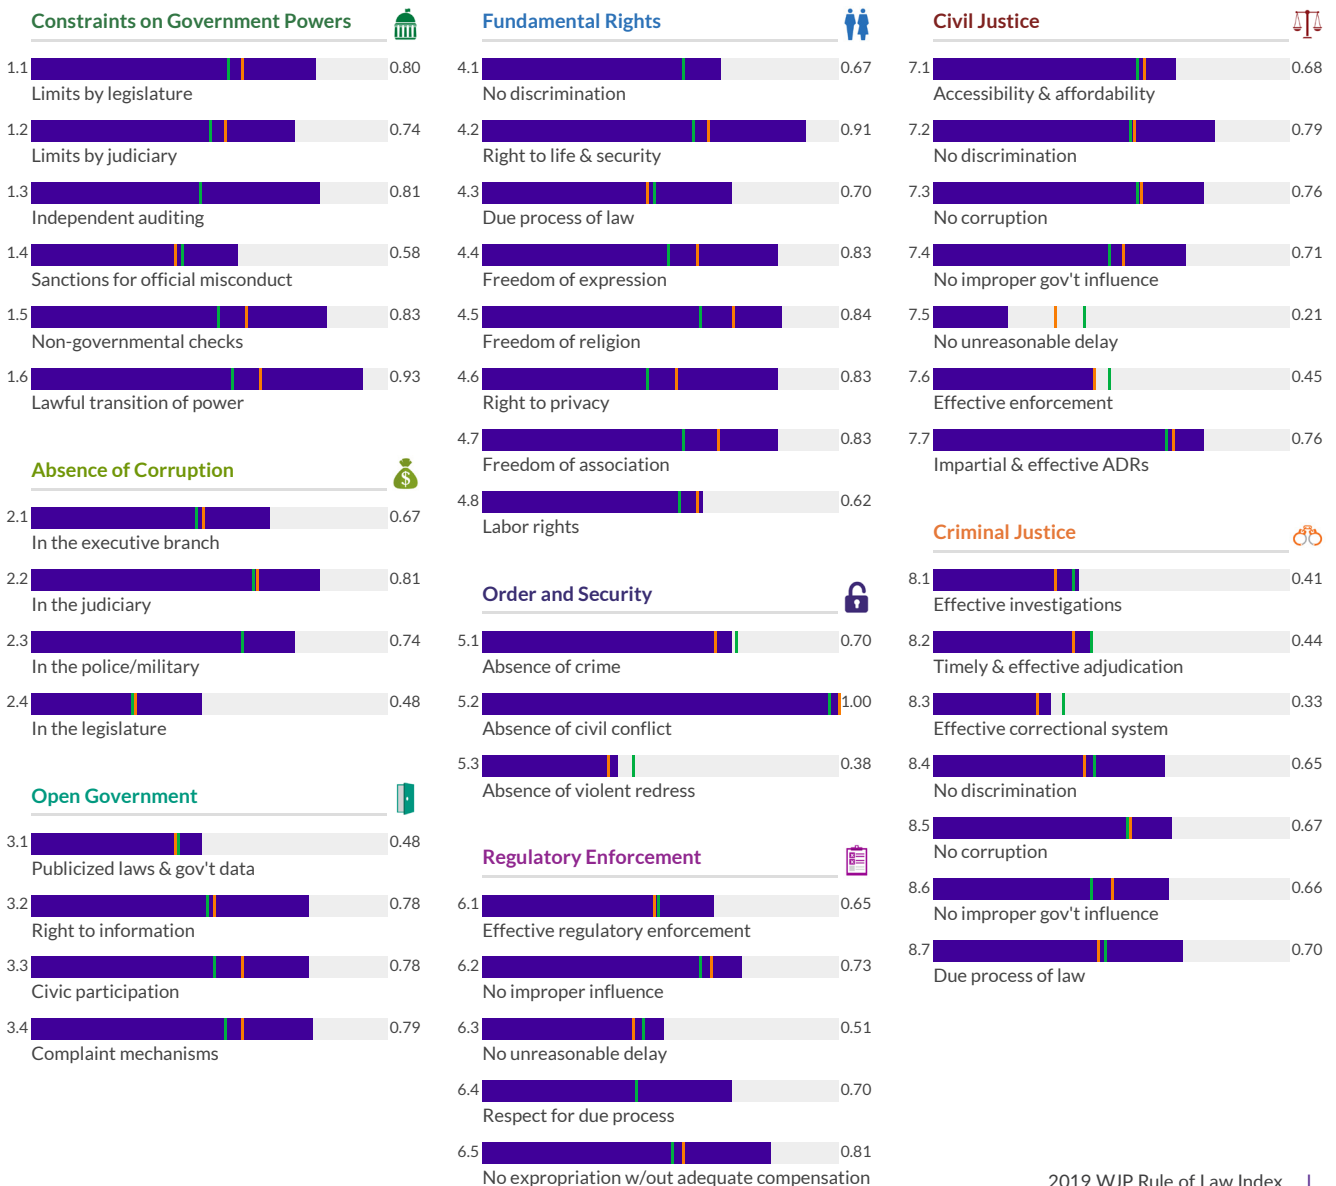 Constraints on Government Powers
1.1 0.80
Limits by legislature
1.2 0.74
Limits by judiciary
1.3 0.81
Independent auditing
1.4 0.58
Sanctions for official misconduct
1.5 0.83
Non-governmental checks
1.6 0.93
Lawful transition of power
Absence of Corruption
$
2.1 0.67
In the executive branch
2.2 0.81
In the judiciary
2.3 0.74
In the police/military
2.4 0.48
In the legislature
Open Government
3.1 0.48
Publicized laws & gov't data
3.2 0.78
Right to information
3.3 0.78
Civic participation
3.4 0.79
Complaint mechanisms
Fundamental Rights
4.1 0.67
No discrimination
4.2 0.91
Right to life & security
4.3 0.70
Due process of law
4.4 0.83
Freedom of expression
4.5 0.84
Freedom of religion
4.6 0.83
Right to privacy
4.7 0.83
Freedom of association
4.8 0.62
Labor rights
Order and Security
5.1 0.70
Absence of crime
5.2 1.00
Absence of civil conflict
5.3 0.38
Absence of violent redress
Regulatory Enforcement
6.1 0.65
Effective regulatory enforcement
6.2 0.73
No improper influence
6.3 0.51
No unreasonable delay
6.4 0.70
Respect for due process
6.5 0.81
No expropriation w/out adequate compensation
Civil Justice
7.1 0.68
Accessibility & affordability
7.2 0.79
No discrimination
7.3 0.76
No corruption
7.4 0.71
No improper gov't influence
7.5 0.21
No unreasonable delay
7.6 0.45
Effective enforcement
7.7 0.76
Impartial & effective ADRs
Criminal Justice
8.1 0.41
Effective investigations
8.2 0.44
Timely & effective adjudication
8.3 0.33
Effective correctional system
8.4 0.65
No discrimination
8.5 0.67
No corruption
8.6 0.66
No improper gov't influence
8.7 0.70
Due process of law
2019 WJP Rule of Law Index |